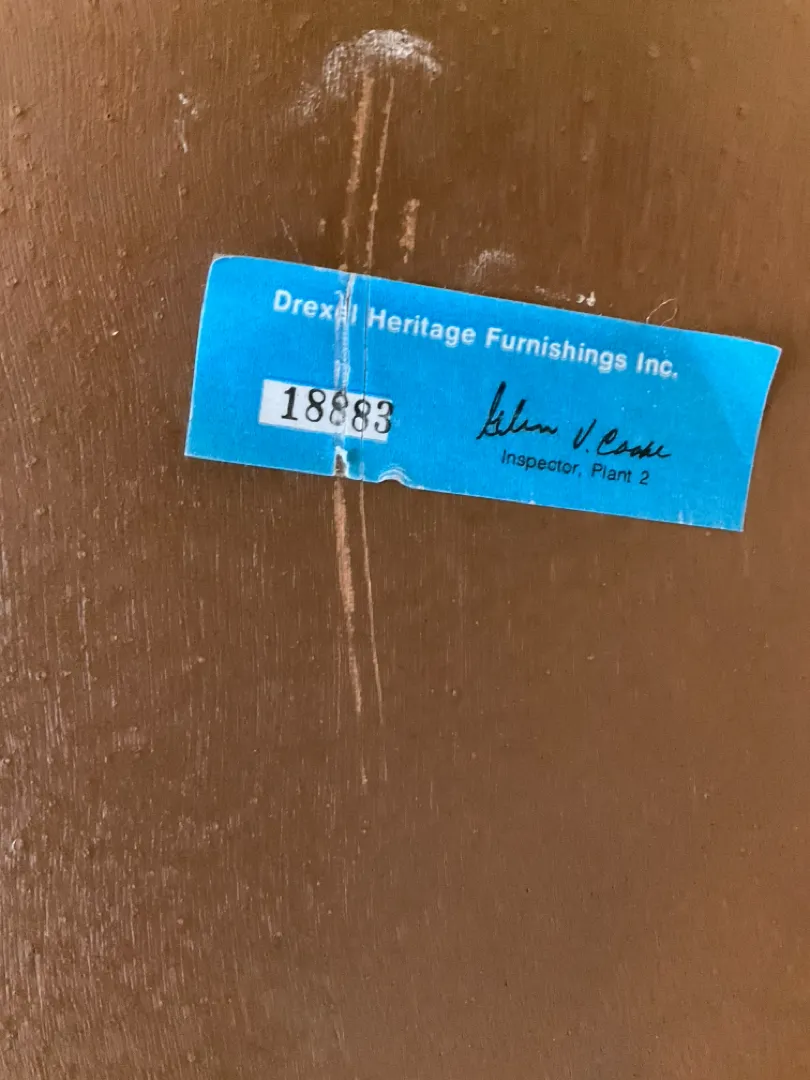 Drexel Heritage Furnishings Inc.
18883
Glen V. Cooke
Inspector, Plant 2